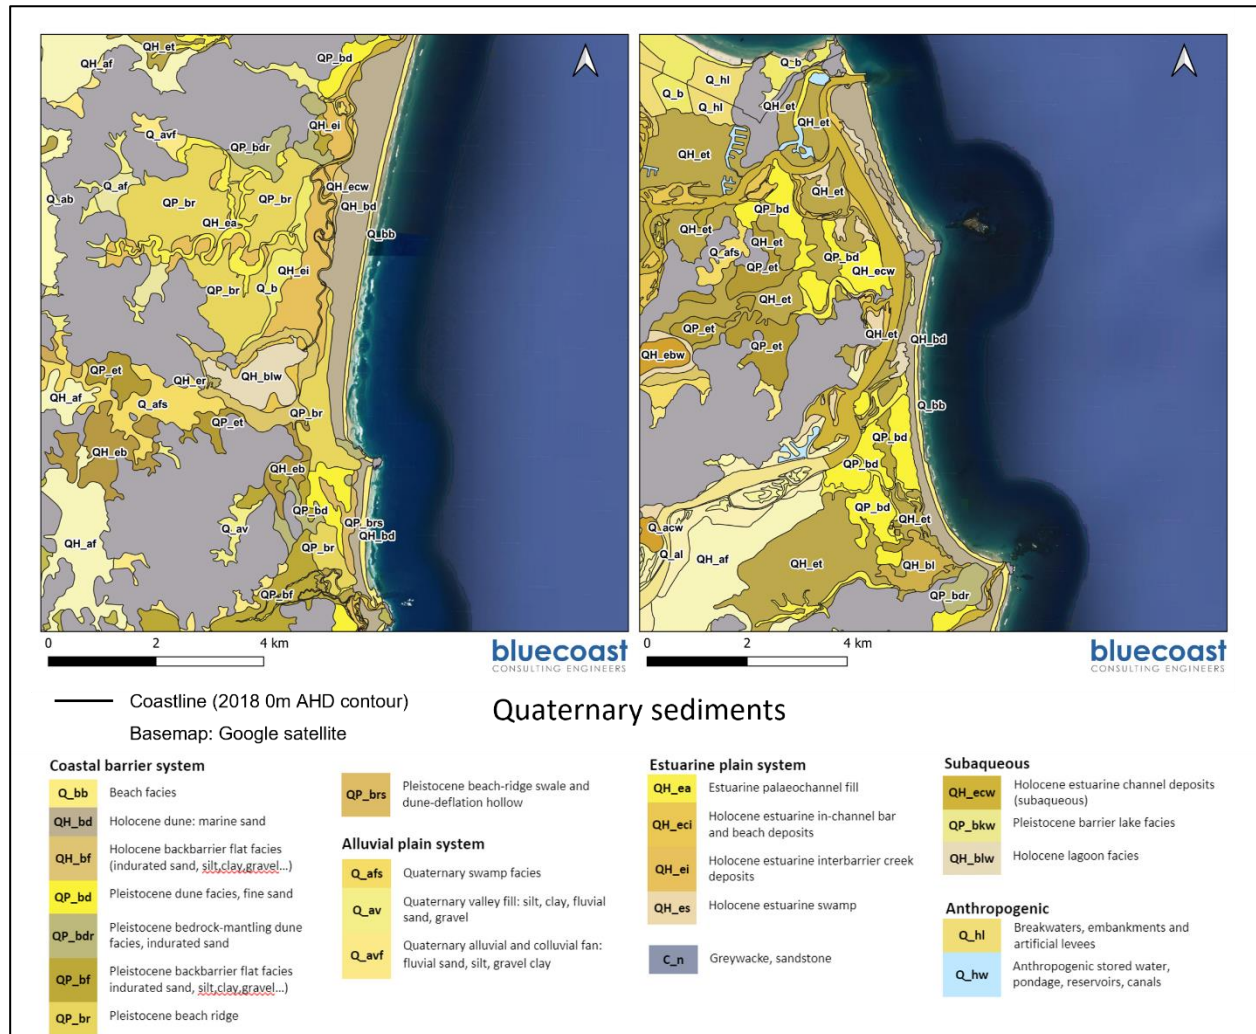 QH_et
QH_af
QP_bd
Q_avf
QH_ei
QP_bdr
Q_ab
Q_af
QP_br
QP_br
QH_ecw
QH_bd
QH_ea
Q_bb
QH_ei
QP_br
Q_b
QP_et
QH_er
QH_blw
QH_af
Q_afs
QP_br
QP_et
QH_eb
QH_eb
QP_bd
QP_brs
Q_av
QH_bd
QP_br
QH_af
QP_bf
0
2
4 km
bluecoast
CONSULTING ENGINEERS
Q_b
Q_hl
Q_b
Q_hl
QH_et
QH_et
QH_et
QH_et
QP_bd
QH_et
QH_et
Q_afs
QP_et
QP_bd
QH_ecw
QH_et
QP_et
QH_et
QH_bd
QP_et
QH_ebw
Q_bb
QP_bd
QP_bd
QP_bd
Q_acw
QH_et
Q_al
QH_af
QH_et
QH_bl
QP_bdr
0
2
4 km
bluecoast
CONSULTING ENGINEERS
Coastline (2018 0m AHD contour)
Basemap: Google satellite
Quaternary sediments
Coastal barrier system
Q_bb Beach facies
QH_bd Holocene dune: marine sand
QH_bf Holocene backbarrier flat facies
(indurated sand, silt,clay,gravel...)
QP_bd Pleistocene dune facies, fine sand
QP_bdr Pleistocene bedrock-mantling dune
facies, indurated sand
QP_bf Pleistocene backbarrier flat facies
indurated sand, silt,clay,gravel...)
QP_br Pleistocene beach ridge
QP_brs Pleistocene beach-ridge swale and
dune-deflation hollow
Alluvial plain system
Q_afs Quaternary swamp facies
Q_av Quaternary valley fill: silt, clay, fluvial
sand, gravel
Q_avf Quaternary alluvial and colluvial fan:
fluvial sand, silt, gravel clay
Estuarine plain system
QH_ea Estuarine palaeochannel fill
QH_eci Holocene estuarine in-channel bar
and beach deposits
QH_ei Holocene estuarine interbarrier creek
deposits
QH_es Holocene estuarine swamp
C_n Greywacke, sandstone
Subaqueous
QH_ecw Holocene estuarine channel deposits
(subaqueous)
QP_bkw Pleistocene barrier lake facies
QH_blw Holocene lagoon facies
Anthropogenic
Q_hl Breakwaters, embankments and
artificial levees
Q_hw Anthropogenic stored water,
pondage, reservoirs, canals